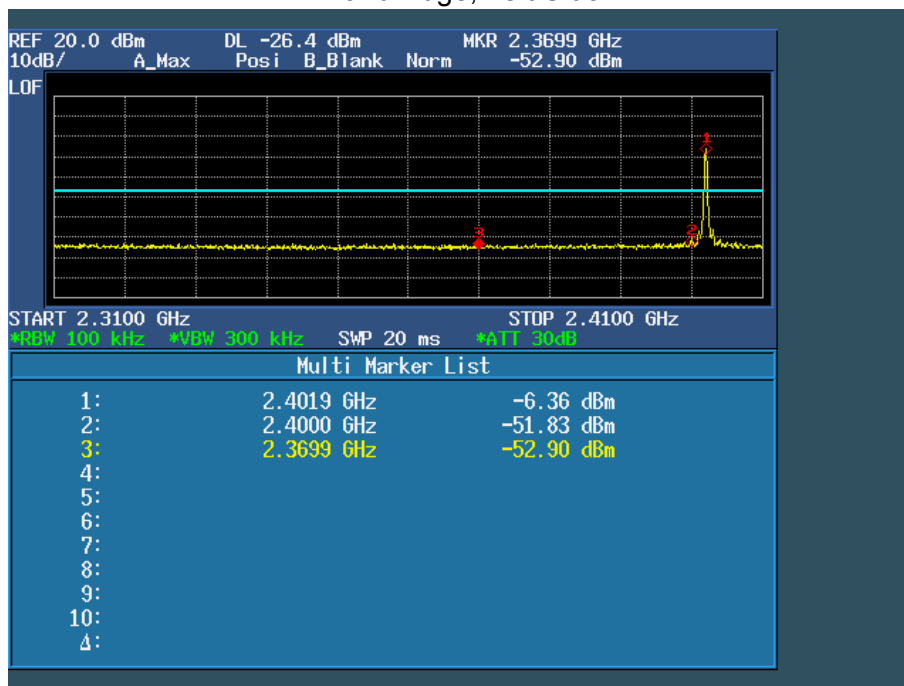 REF 20.0 dBm DL -26.4 dBm MKR 2.3699 GHz
10dB/ A_Max Posi B_Blank Norm -52.90 dBm
LOF
1
3
2
START 2.3100 GHz STOP 2.4100 GHz
*RBW 100 kHz *VBW 300 kHz SWP 20 ms *ATT 30dB
Multi Marker List
1: 2.4019 GHz -6.36 dBm
2: 2.4000 GHz -51.83 dBm
3: 2.3699 GHz -52.90 dBm
4:
5:
6:
7:
8:
9:
10:
Δ: